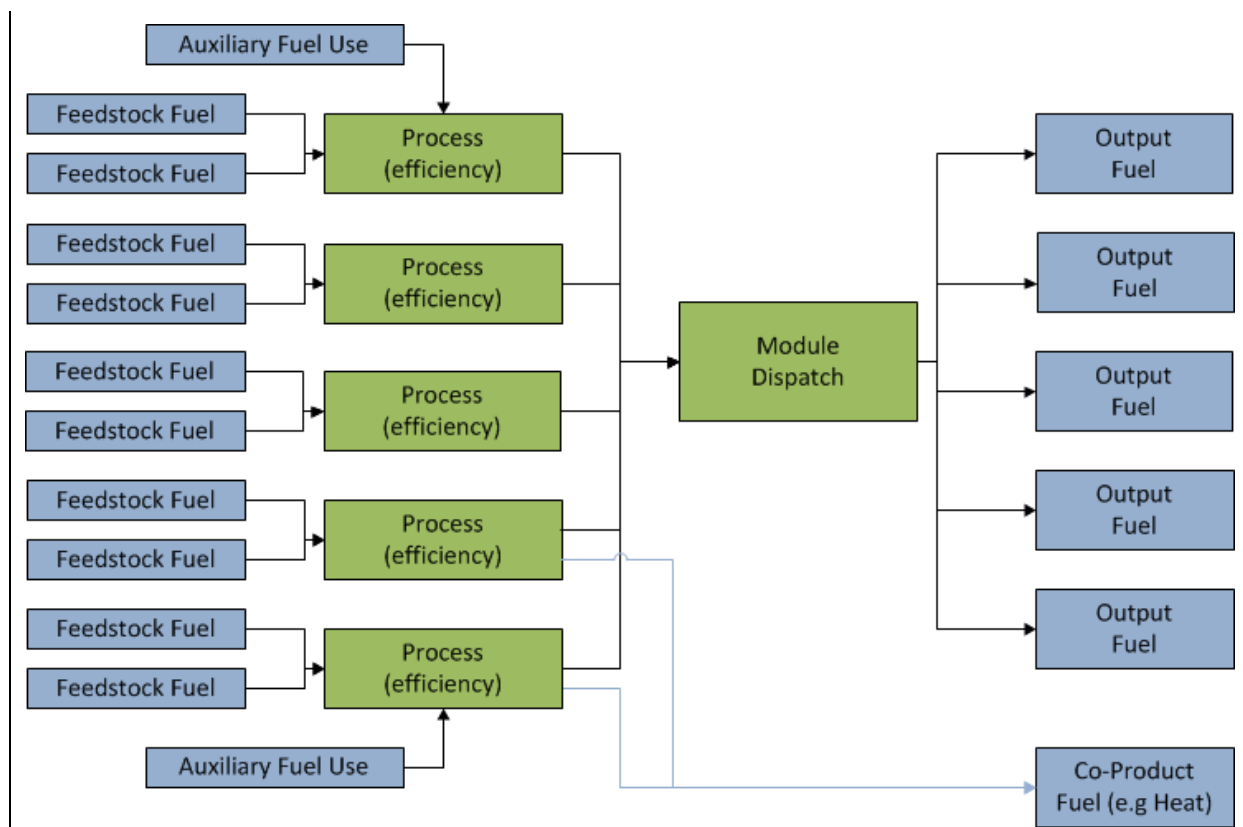 Auxiliary Fuel Use
Feedstock Fuel
Feedstock Fuel
Process
(efficiency)
Feedstock Fuel
Feedstock Fuel
Process
(efficiency)
Feedstock Fuel
Feedstock Fuel
Process
(efficiency)
Feedstock Fuel
Feedstock Fuel
Process
(efficiency)
Feedstock Fuel
Feedstock Fuel
Process
(efficiency)
Auxiliary Fuel Use
Module
Dispatch
Output
Fuel
Output
Fuel
Output
Fuel
Output
Fuel
Output
Fuel
Co-Product
Fuel (e.g Heat)